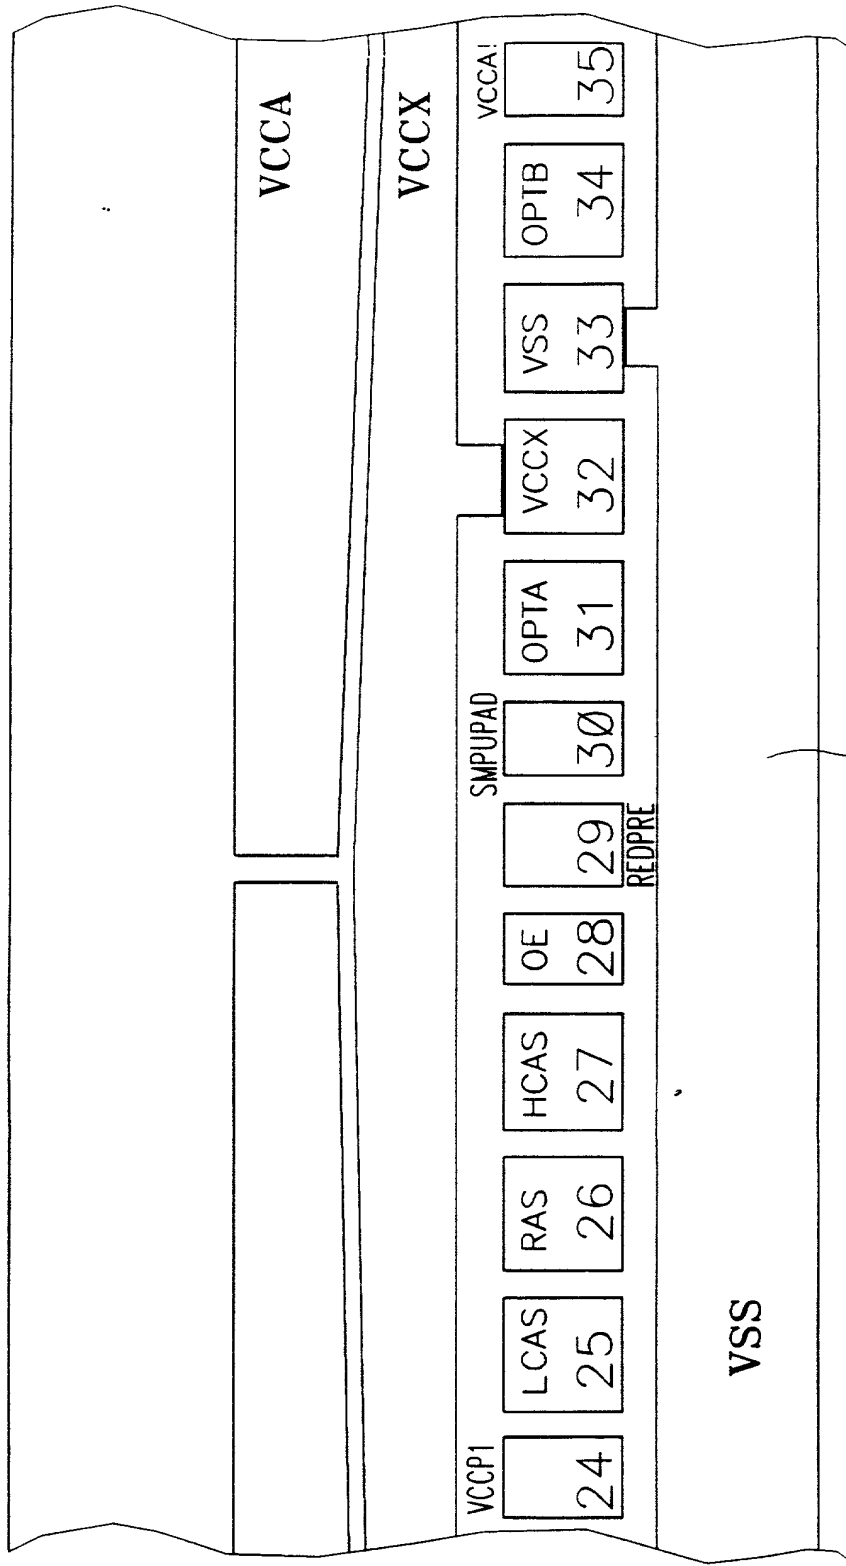 VCCA
VCCX
VCCP1
24
LCAS
25
RAS
26
HCAS
27
OE
28
29
REDPRE
SMPUPAD
30
OPTA
31
VCCX
32
VSS
33
OPTB
34
VCCA!
35
VSS